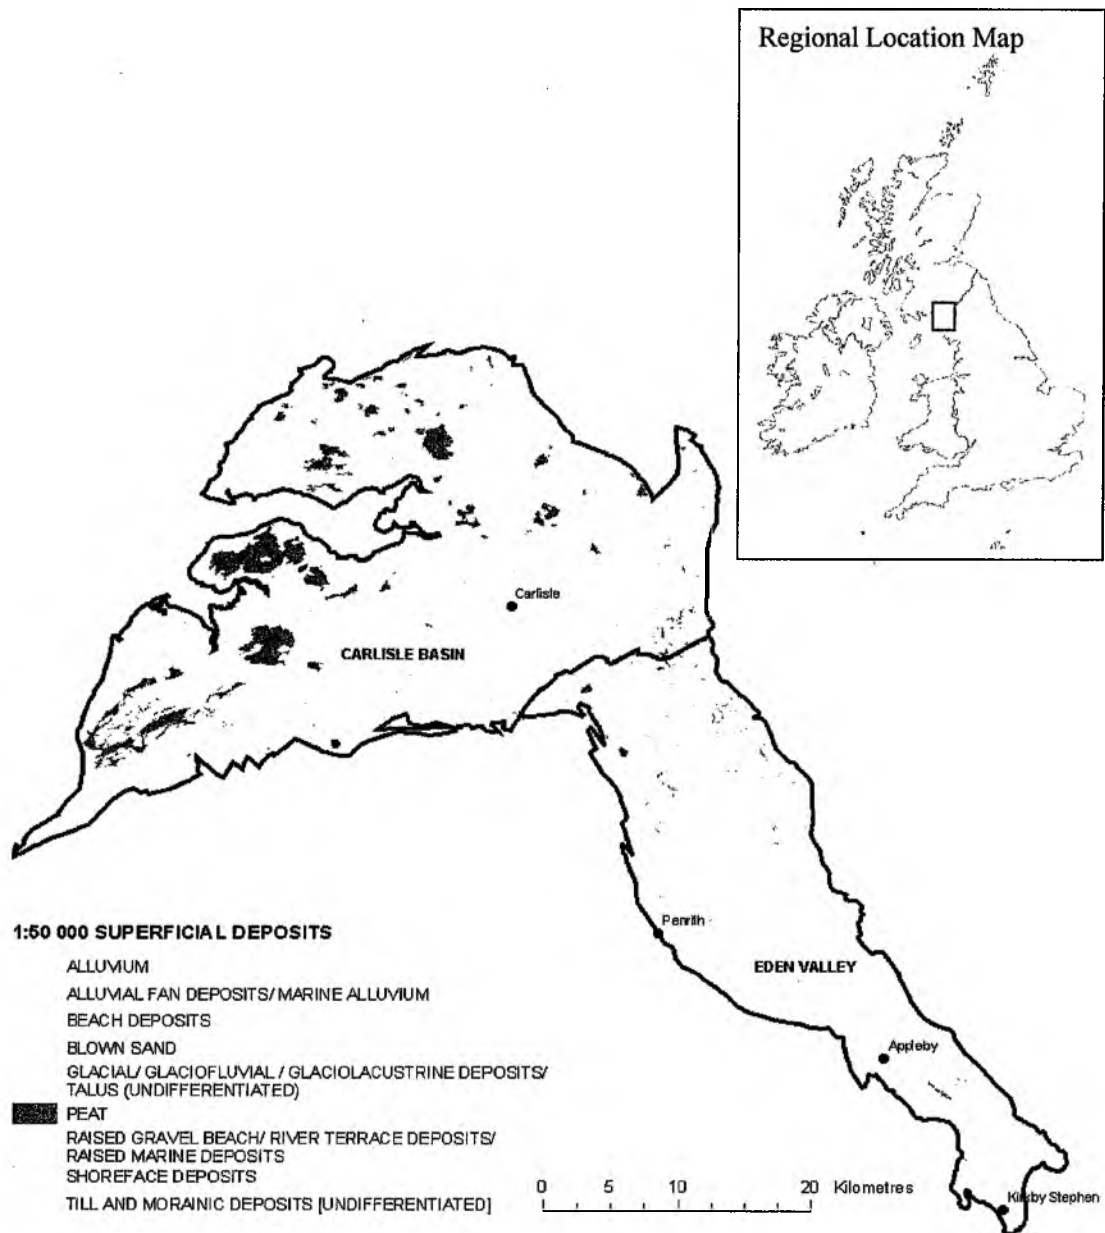 Regional Location Map
Carlisle
CARLISLE BASIN
Penrith
EDEN VALLEY
Appleby
Kirkby Stephen
1:50 000 SUPERFICIAL DEPOSITS
ALLUVIUM
ALLUVIAL FAN DEPOSITS/ MARINE ALLUVIUM
BEACH DEPOSITS
BLOWN SAND
GLACIAL/ GLACIOFLUVIAL / GLACIOLACUSTRINE DEPOSITS/
TALUS (UNDIFFERENTIATED)
PEAT
RAISED GRAVEL BEACH/ RIVER TERRACE DEPOSITS/
RAISED MARINE DEPOSITS
SHOREFACE DEPOSITS
TILL AND MORAINIC DEPOSITS [UNDIFFERENTIATED]
0 5 10 20 Kilometres